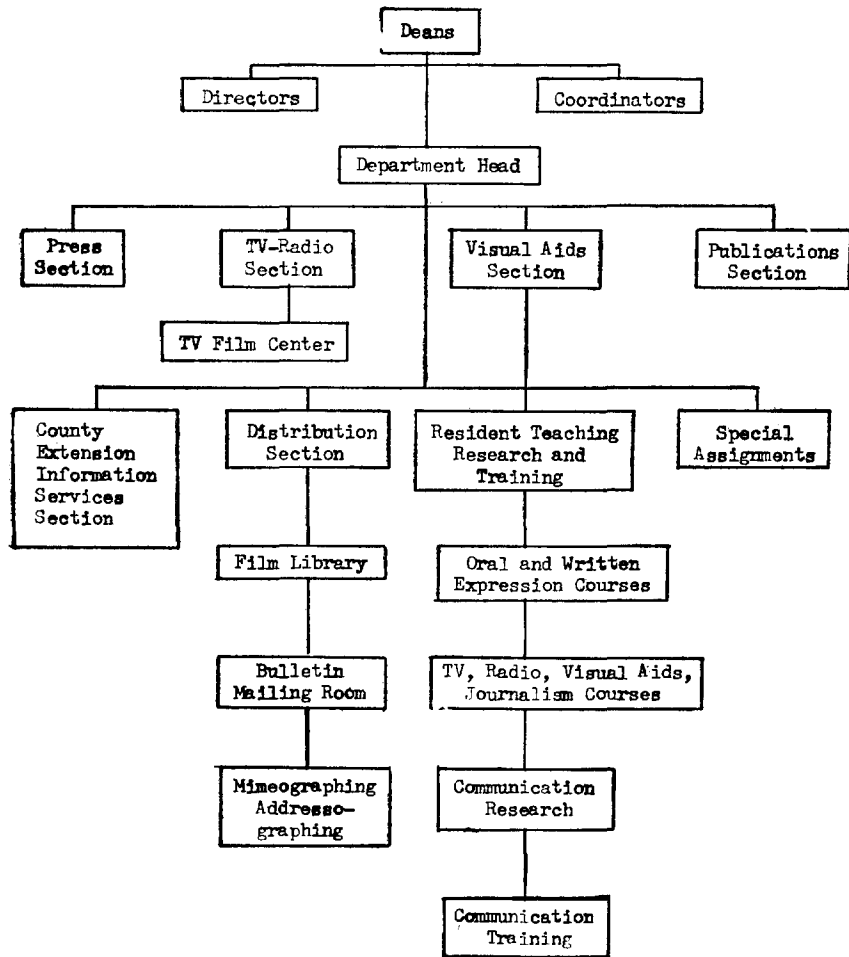 Deans
Directors
Coordinators
Department Head
Press
Section
TV-Radio
Section
Visual Aids
Section
Publications
Section
TV Film Center
County
Extension
Information
Services
Section
Distribution
Section
Resident Teaching
Research and
Training
Special
Assignments
Film Library
Oral and Written
Expression Courses
Bulletin
Mailing Room
TV, Radio, Visual Aids,
Journalism Courses
Mimeographing
Addresso-
graphing
Communication
Research
Communication
Training